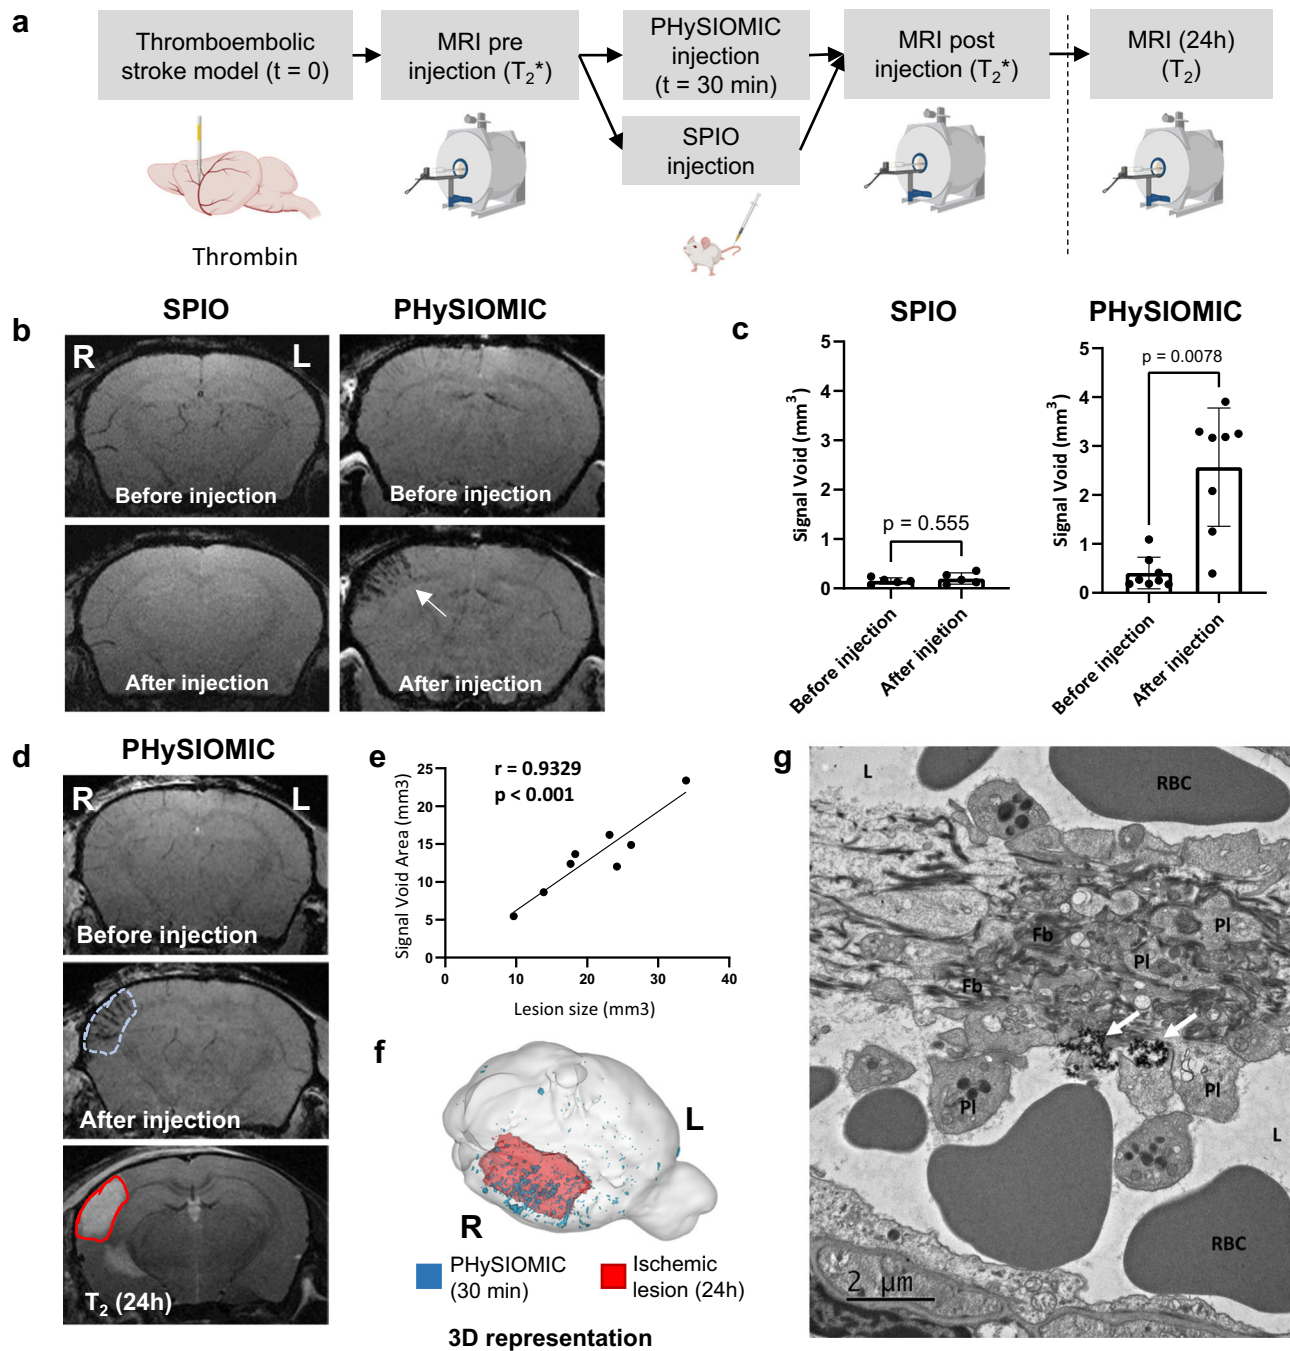 a
Thromboembolic
stroke model (t = 0)
MRI pre
injection (T2*)
PHySIOMIC
injection
(t = 30 min)
SPIO
injection
MRI post
injection (T2*)
MRI (24h)
(T2)
Thrombin
b
SPIO
PHySIOMIC
R
L
Before injection
Before injection
After injection
After injection
c
SPIO
PHySIOMIC
Signal Void (mm3)
5
4
3
2
1
0
p = 0.555
Before injection
After injetion
Signal Void (mm3)
5
4
3
2
1
0
p = 0.0078
Before injection
After injection
d
PHySIOMIC
R
L
Before injection
After injection
T2 (24h)
e
r = 0.9329
p < 0.001
Signal Void Area (mm3)
25
20
15
10
5
0
0
10
20
30
40
Lesion size (mm3)
f
L
R
PHySIOMIC
(30 min)
Ischemic
lesion (24h)
3D representation
g
L
RBC
Fb
Pl
Pl
Fb
Pl
Pl
L
RBC
2 μm